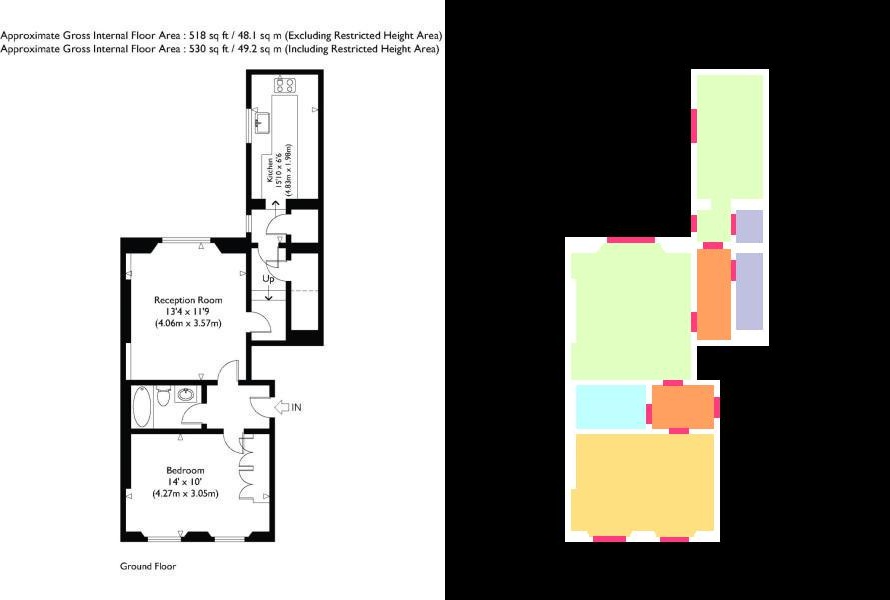 Approximate Gross Internal Floor Area : 518 sq ft / 48.1 sq m (Excluding Restricted Height Area)
Approximate Gross Internal Floor Area : 530 sq ft / 49.2 sq m (Including Restricted Height Area)
Kitchen
15'10 x 6'6
(4.83m x 1.98m)
Up
Reception Room
13'4 x 11'9
(4.06m x 3.57m)
IN
Bedroom
14' x 10'
(4.27m x 3.05m)
Ground Floor